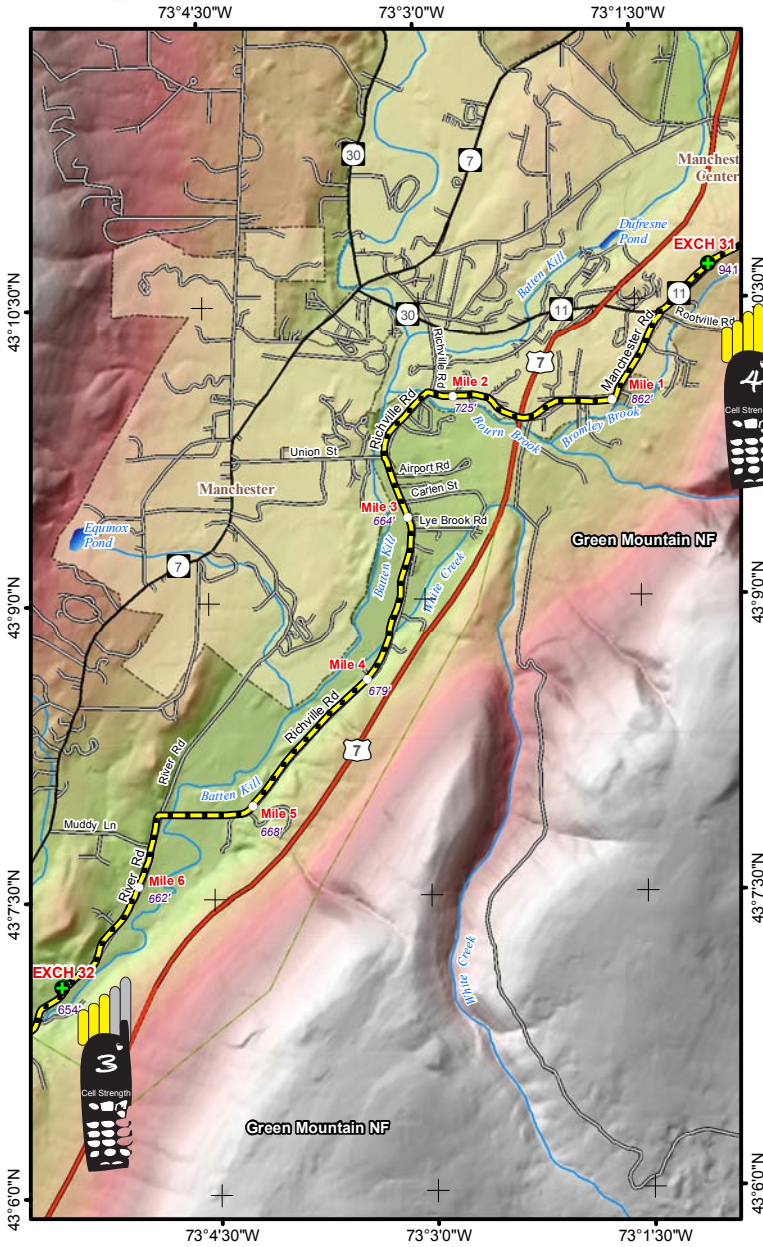 73°4'30"W
73°3'0"W
73°1'30"W
30
7
Manchest
Center
Dufresne
Pond
EXCH 31
941
Batten Kill
43°10'30"N
0'30"N
11
30
11
Rootville Rd
Richville Rd
Manchester Rd
7
4
Cell Stren
Mile 2
725'
Mile 1
862'
Richville Rd
Bourn Brook
Bromley Brook
Union St
Airport Rd
Carlen St
Manchester
Mile 3
664'
Lye Brook Rd
Equinox
Pond
Green Mountain NF
7
Batten Kill
White Creek
43°9'0"N
43°9'0"N
Mile 4
679'
Richville Rd
River Rd
7
Batten Kill
Mile 5
668'
Muddy Ln
River Rd
Mile 6
662'
43°7'30"N
43°7'30"N
White Creek
EXCH 32
654'
3
Cell Strength
Green Mountain NF
43°6'0"N
43°6'0"N
73°4'30"W
73°3'0"W
73°1'30"W